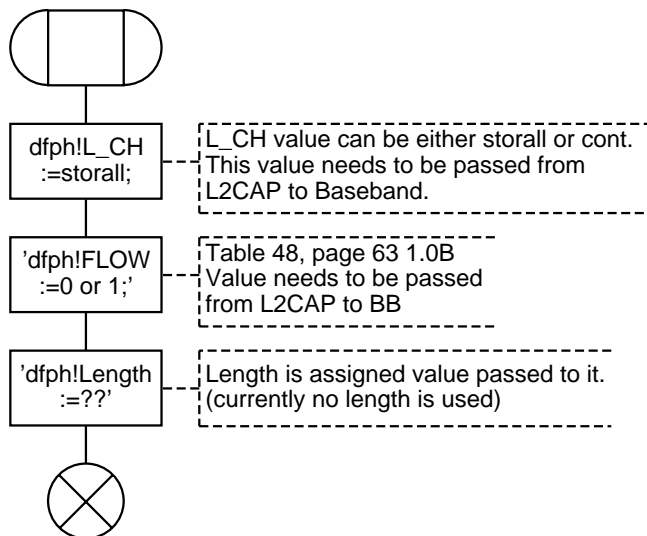 dfph!L_CH
:=storall;
L_CH value can be either storall or cont.
This value needs to be passed from
L2CAP to Baseband.
'dfph!FLOW
:=0 or 1;'
Table 48, page 63 1.0B
Value needs to be passed
from L2CAP to BB
'dfph!Length
:=??'
Length is assigned value passed to it.
(currently no length is used)